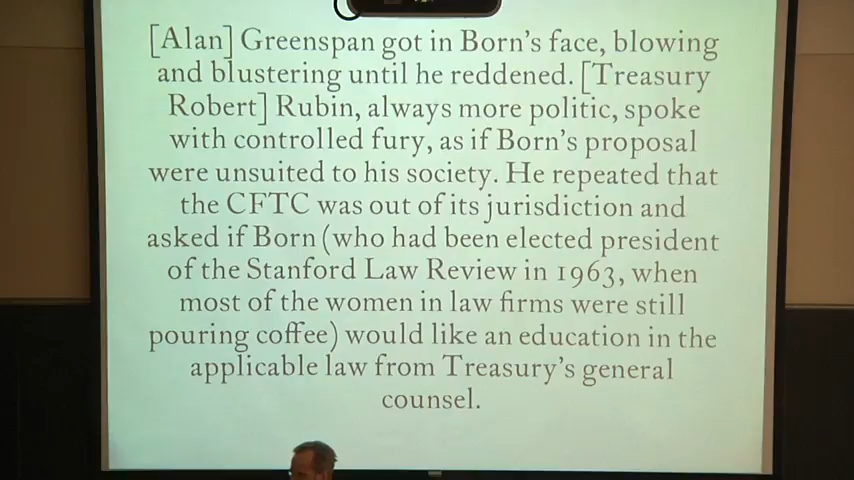 [Alan] Greenspan got in Born's face, blowing
and blustering until he reddened. [Treasury
Robert] Rubin, always more politic, spoke
with controlled fury, as if Born's proposal
were unsuited to his society. He repeated that
the CFTC was out of its jurisdiction and
asked if Born (who had been elected president
of the Stanford Law Review in 1963, when
most of the women in law firms were still
pouring coffee) would like an education in the
applicable law from Treasury's general
counsel.